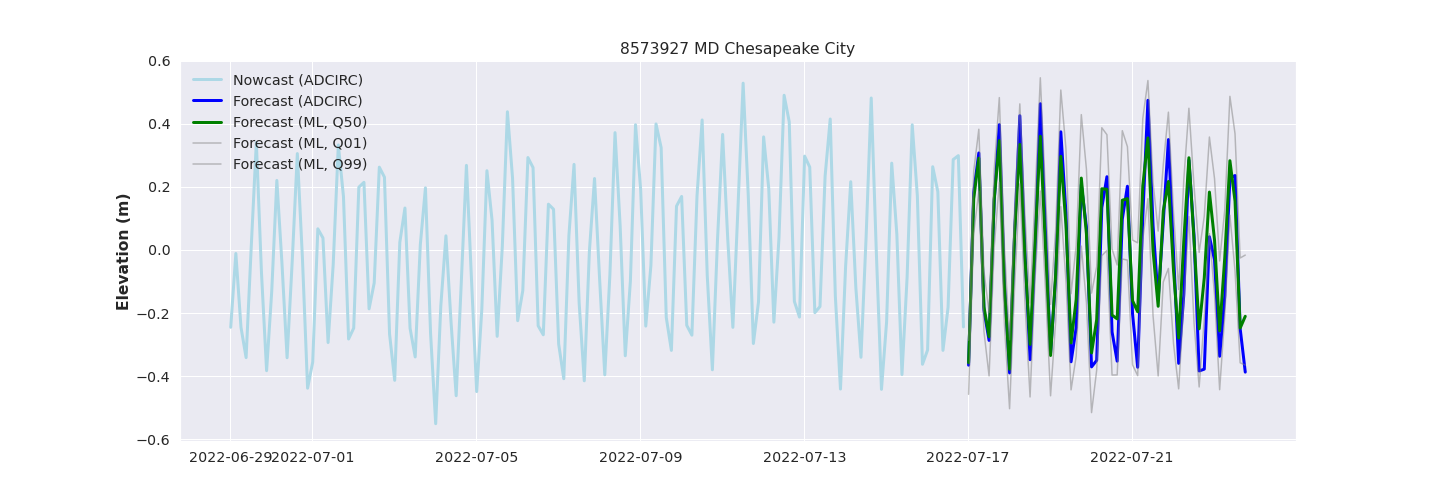 8573927 MD Chesapeake City
Nowcast (ADCIRC)
Forecast (ADCIRC)
Forecast (ML, Q50)
Forecast (ML, Q01)
Forecast (ML, Q99)
Elevation (m)
0.6
0.4
0.2
0.0
−0.2
−0.4
−0.6
2022-06-29 2022-07-01 2022-07-05 2022-07-09 2022-07-13 2022-07-17 2022-07-21